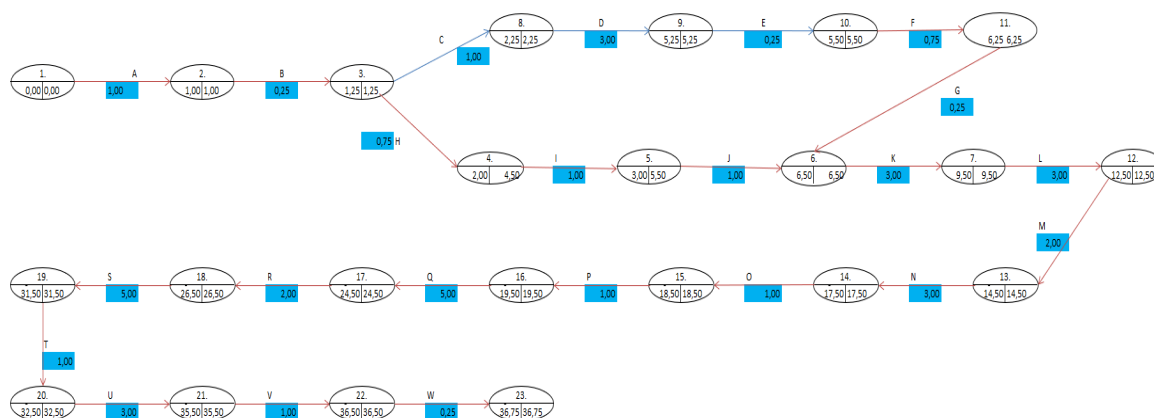 8. D 9. E 10. F 11.
C 2,25 2,25 3,00 5,25 5,25 0,25 5,50 5,50 0,75 6,25 6,25
1,00
1. A 2. B 3.
0,00 0,00 1,00 1,00 1,00 0,25 1,25 1,25
G
0,25
0,75 H
4. I 5. J 6. K 7. L 12.
2,00 4,50 1,00 3,00 5,50 1,00 6,50 6,50 3,00 9,50 9,50 3,00 12,50 12,50
M
2,00
19. S 18. R 17. Q 16. P 15. O 14. N 13.
31,50 31,50 5,00 26,50 26,50 2,00 24,50 24,50 5,00 19,50 19,50 1,00 18,50 18,50 1,00 17,50 17,50 3,00 14,50 14,50
T
1,00
20. U 21. V 22. W 23.
32,50 32,50 3,00 35,50 35,50 1,00 36,50 36,50 0,25 36,75 36,75